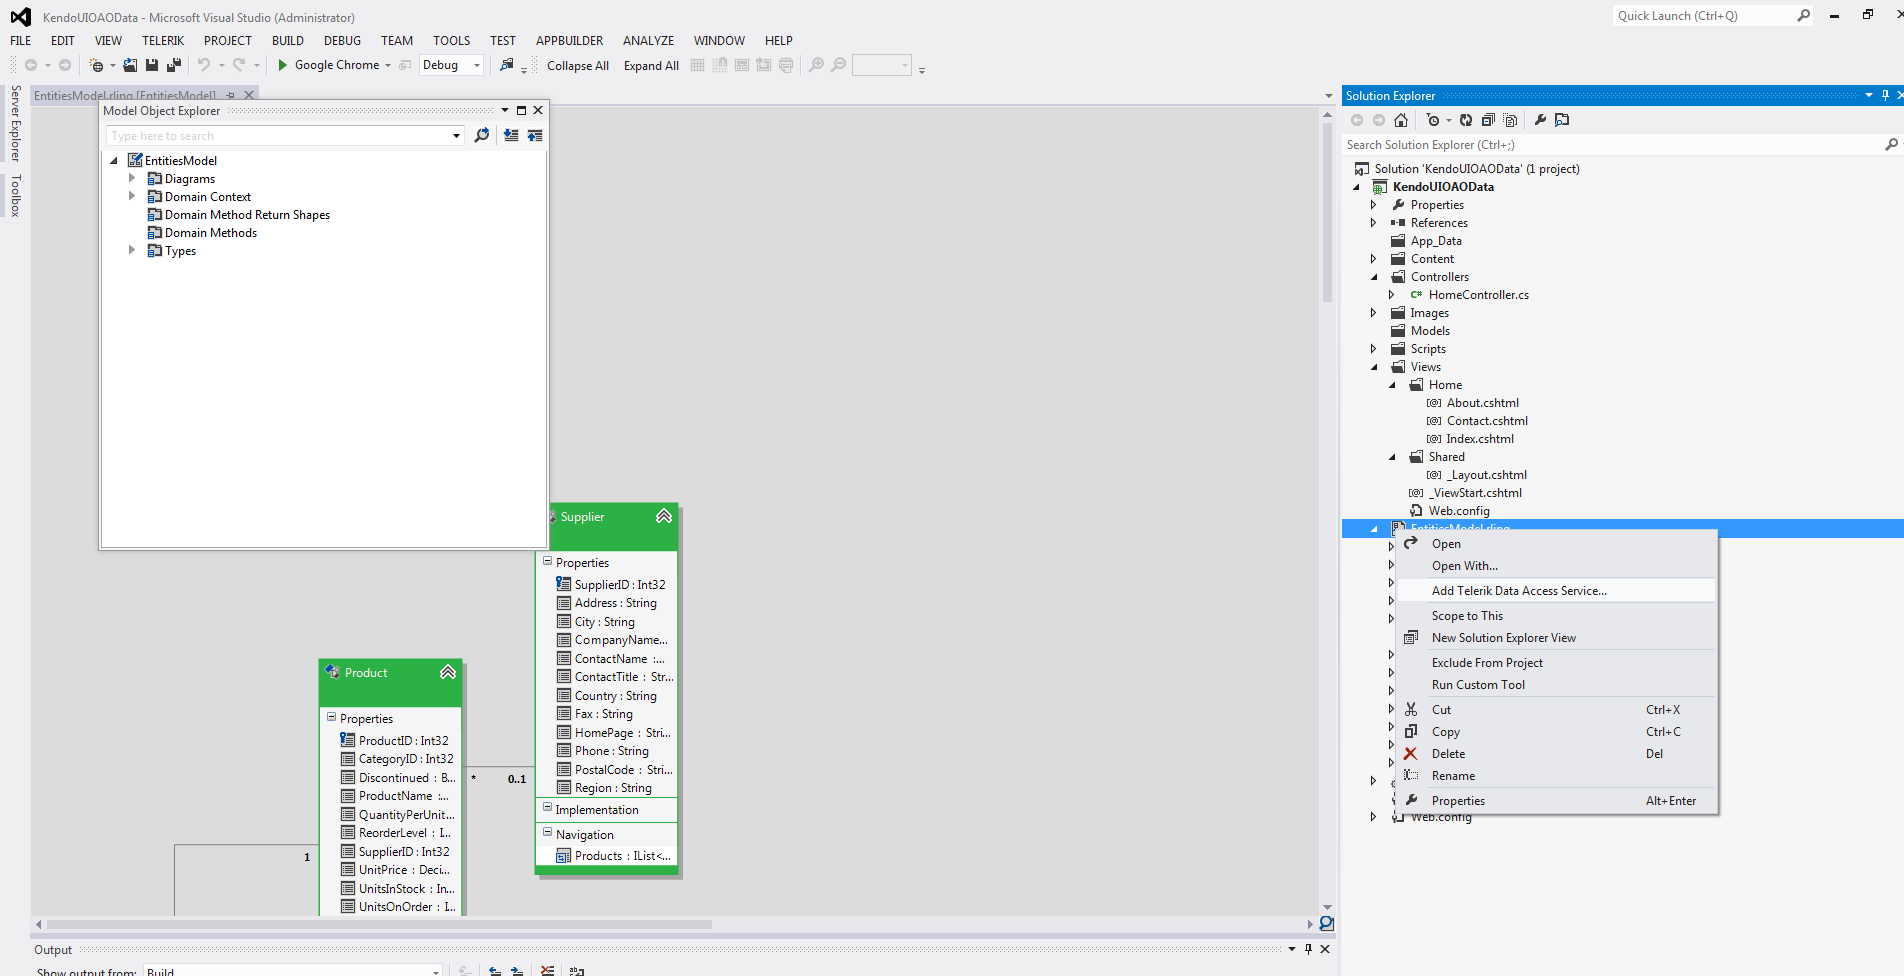 KendoUIOAOData - Microsoft Visual Studio (Administrator)
Quick Launch (Ctrl+Q)
FILE EDIT VIEW TELERIK PROJECT BUILD DEBUG TEAM TOOLS TEST APPBUILDER ANALYZE WINDOW HELP
Google Chrome Debug Collapse All Expand All
Server Explorer
Toolbox
EntitiesModel.rlinq [EntitiesModel]
Model Object Explorer
Type here to search
EntitiesModel
Diagrams
Domain Context
Domain Method Return Shapes
Domain Methods
Types
Supplier
Properties
SupplierID : Int32
Address : String
City : String
CompanyName...
ContactName :...
ContactTitle : Str...
Country : String
Fax : String
HomePage : Stri...
Phone : String
PostalCode : Stri...
Region : String
Implementation
Navigation
Products : IList<...
Product
Properties
ProductID : Int32
CategoryID : Int32
Discontinued : B...
ProductName :...
QuantityPerUnit...
ReorderLevel : I...
SupplierID : Int32
UnitPrice : Deci...
UnitsInStock : In...
UnitsOnOrder : I...
* 0..1
1
Output
Show output from: Build
Solution Explorer
Search Solution Explorer (Ctrl+;)
Solution 'KendoUIOAOData' (1 project)
KendoUIOAOData
Properties
References
App_Data
Content
Controllers
C# HomeController.cs
Images
Models
Scripts
Views
Home
[@] About.cshtml
[@] Contact.cshtml
[@] Index.cshtml
Shared
[@] _Layout.cshtml
[@] _ViewStart.cshtml
Web.config
EntitiesModel.rlinq
Open
Open With...
Add Telerik Data Access Service...
Scope to This
New Solution Explorer View
Exclude From Project
Run Custom Tool
Cut Ctrl+X
Copy Ctrl+C
Delete Del
Rename
Properties Alt+Enter
Web.config